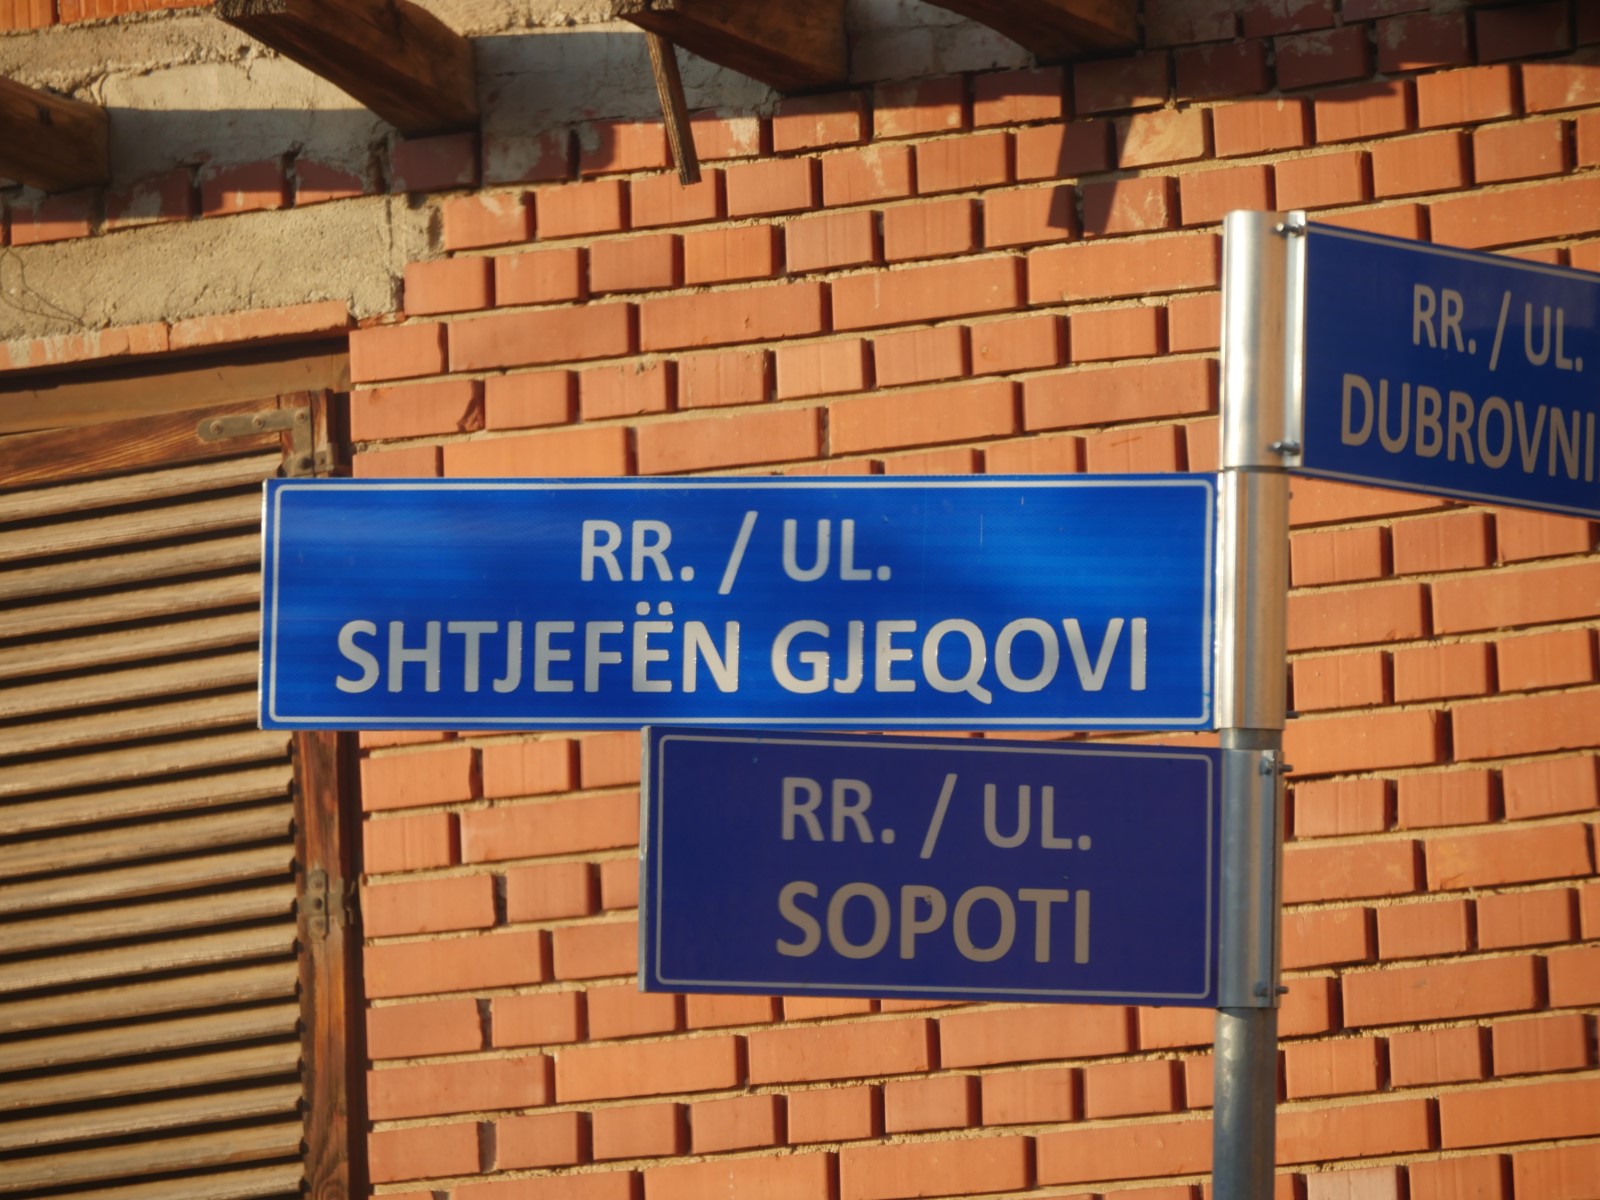 RR. / UL.
DUBROVNI
RR. / UL.
SHTJEFËN GJEQOVI
RR. / UL.
SOPOTI